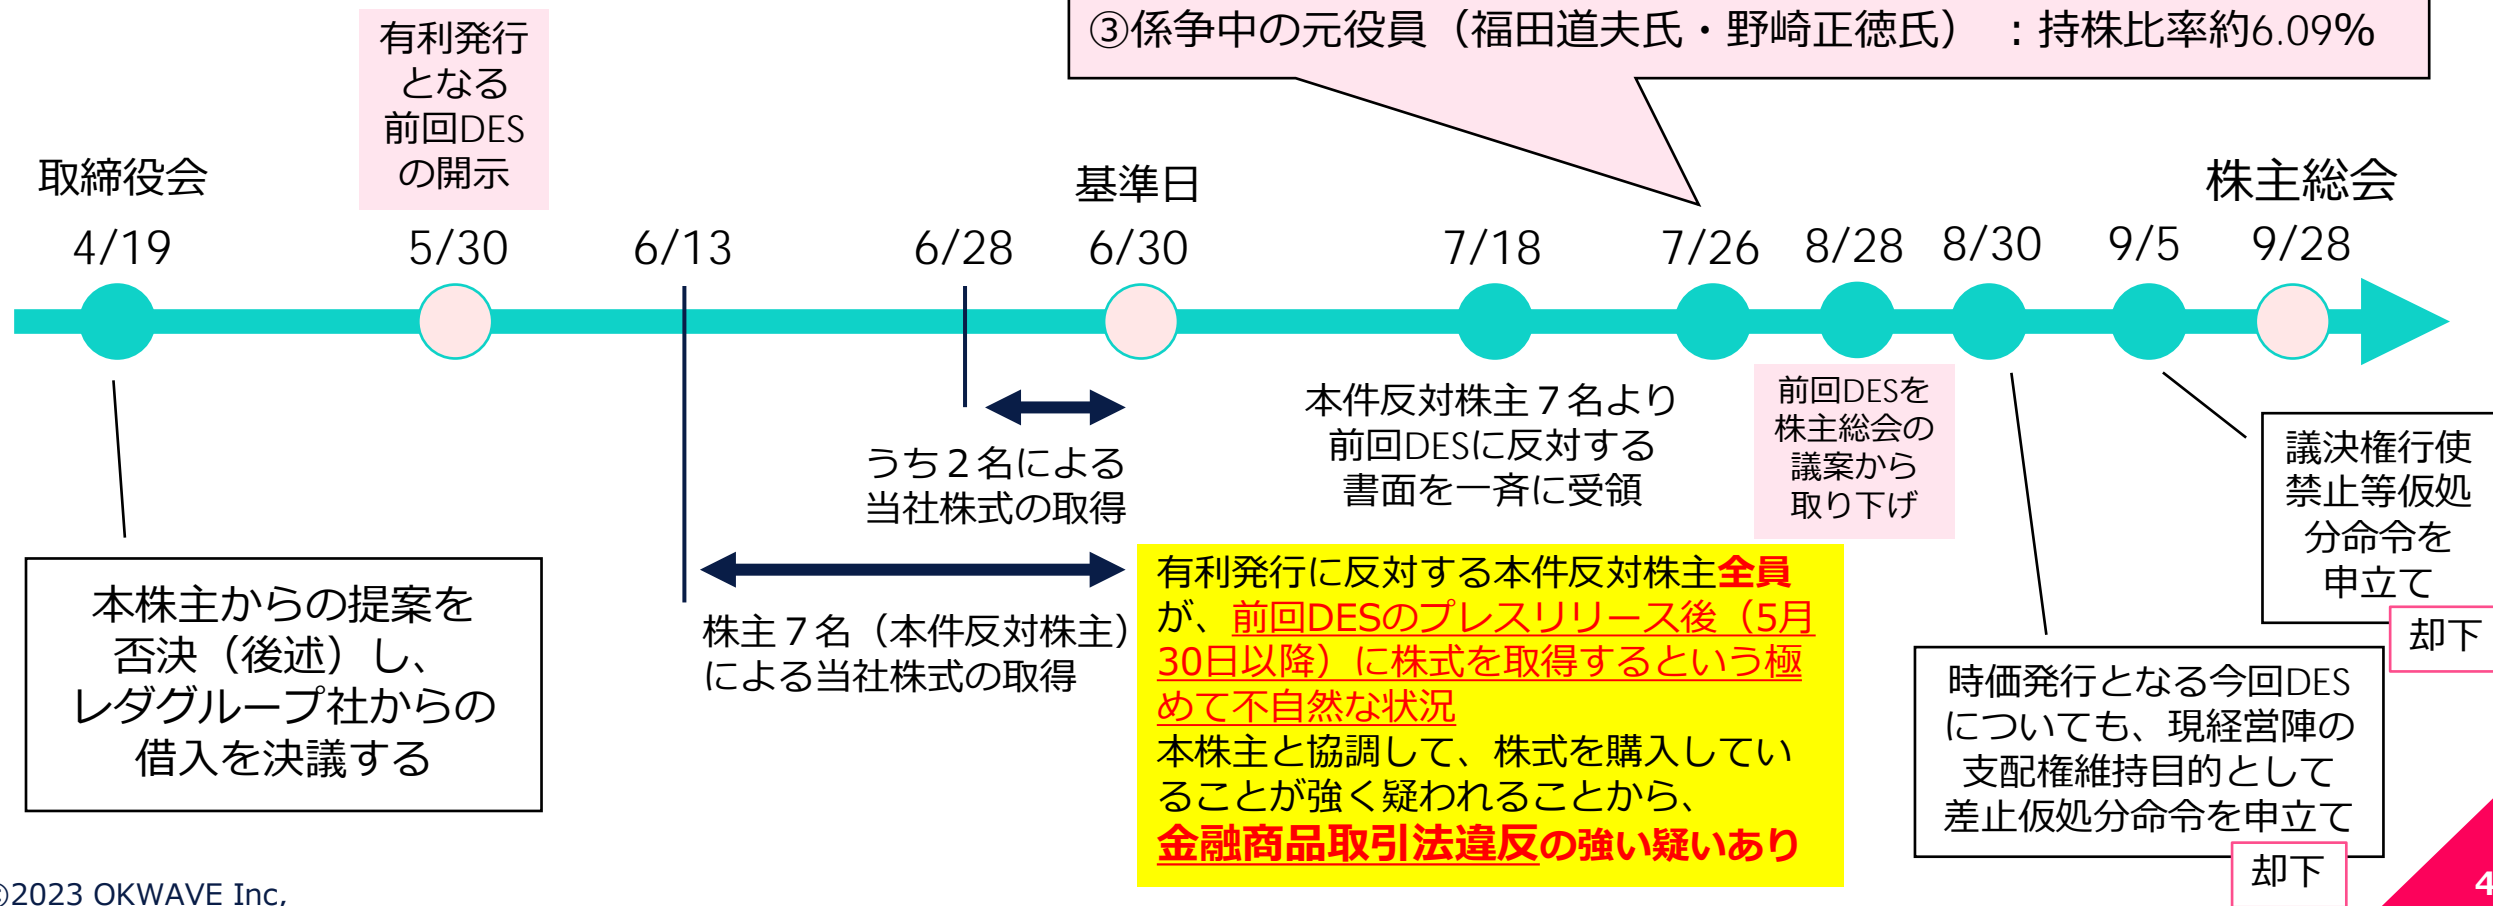 ③係争中の元役員（福田道夫氏・野崎正徳氏）　：持株比率約6.09%
有利発行
となる
前回DES
の開示
取締役会
基準日
株主総会
4/19
5/30
6/13
6/28
6/30
7/18
7/26
8/28
8/30
9/5
9/28
うち２名による
当社株式の取得
本件反対株主７名より
前回DESに反対する
書面を一斉に受領
前回DESを
株主総会の
議案から
取り下げ
議決権行使
禁止等仮処
分命令を
申立て
却下
本株主からの提案を
否決（後述）し、
レダグループ社からの
借入を決議する
株主７名（本件反対株主）
による当社株式の取得
有利発行に反対する本件反対株主全員
が、前回DESのプレスリリース後（5月
30日以降）に株式を取得するという極
めて不自然な状況
本株主と協調して、株式を購入してい
ることが強く疑われることから、
金融商品取引法違反の強い疑いあり
時価発行となる今回DES
についても、現経営陣の
支配権維持目的として
差止仮処分命令を申立て
却下
©2023 OKWAVE Inc,
4